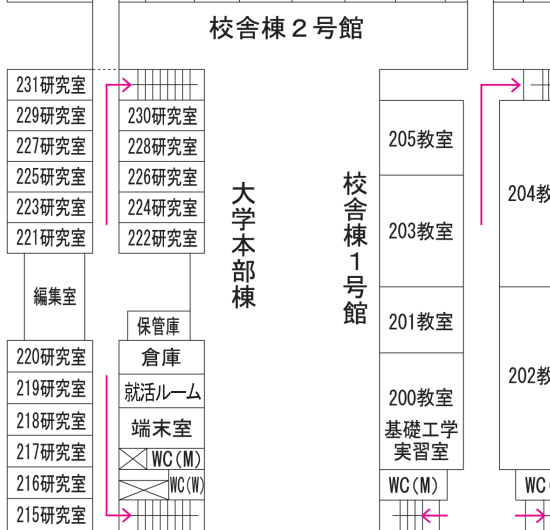 校舎棟２号館
231研究室
229研究室
227研究室
225研究室
223研究室
221研究室
編集室
220研究室
219研究室
218研究室
217研究室
216研究室
215研究室
230研究室
228研究室
226研究室
224研究室
222研究室
保管庫
倉庫
就活ルーム
端末室
WC(M)
WC(W)
大学本部棟
校舎棟１号館
205教室
203教室
201教室
200教室
基礎工学
実習室
WC(M)
204教
202教
WC(